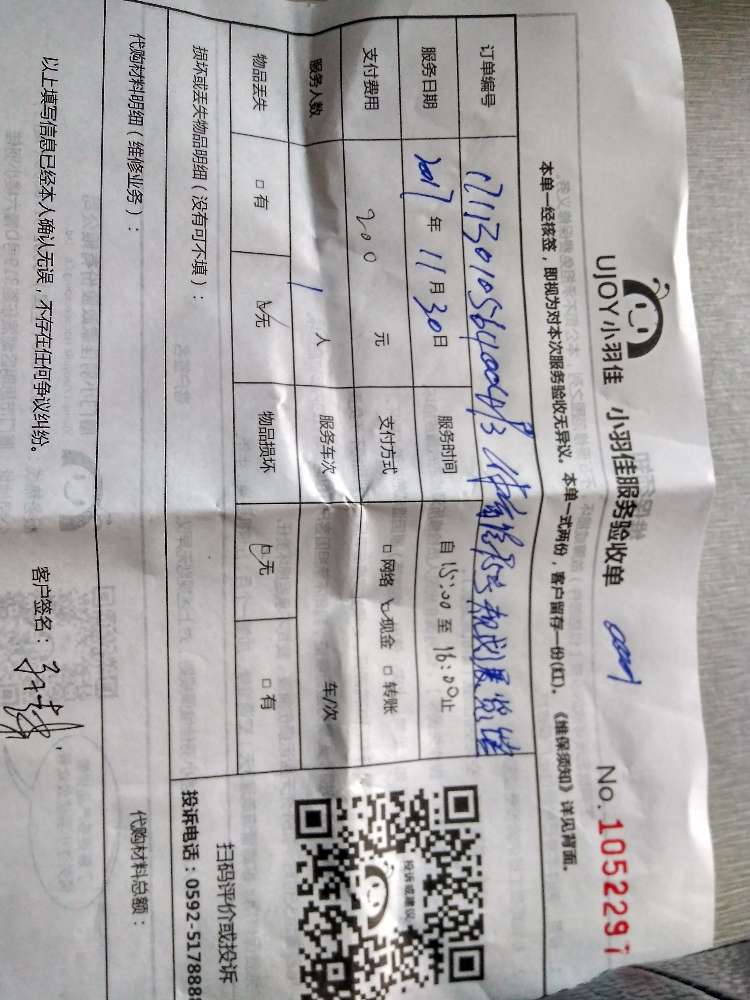 UJOY小羽佳 小羽佳服务验收单 No. 1052297
本单一经核签，即视为对本次服务验收无异议。本单一式两份，客户留存一份(红)。《维保须知》详见背面。
订单编号
服务日期 2017 年 11 月 30 日 服务时间 自 15:00 至 16:00 止
支付费用 200 元 支付方式 □网络 ☑现金 □转账
服务人数 1 人 服务车次 车/次
物品丢失 □有 ☑无 物品损坏 ☑无 □有
损坏或丢失物品明细（没有可不填）：
代购材料明细（维修业务）： 代购材料总额：
以上填写信息已经本人确认无误，不存在任何争议纠纷。 客户签名：
投诉或建议
扫码评价或投诉
投诉电话：0592-5178888